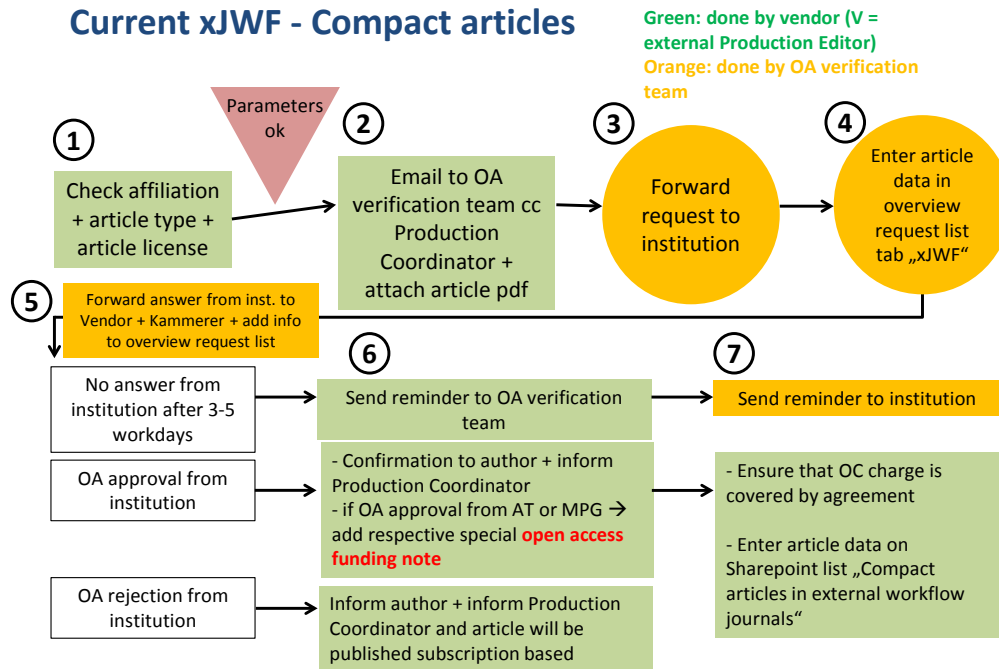 Current xJWF - Compact articles
Green: done by vendor (V =
external Production Editor)
Orange: done by OA verification
team
Parameters
ok
1
Check affiliation
+ article type +
article license
2
Email to OA
verification team cc
Production
Coordinator +
attach article pdf
3
Forward
request to
institution
4
Enter article
data in
overview
request list
tab „xJWF“
5
Forward answer from inst. to
Vendor + Kammerer + add info
to overview request list
6
7
No answer from
institution after 3-5
workdays
Send reminder to OA verification
team
Send reminder to institution
OA approval from
institution
- Confirmation to author + inform
Production Coordinator
- if OA approval from AT or MPG →
add respective special open access
funding note
- Ensure that OC charge is
covered by agreement
- Enter article data on
Sharepoint list „Compact
articles in external workflow
journals“
OA rejection from
institution
Inform author + inform Production
Coordinator and article will be
published subscription based